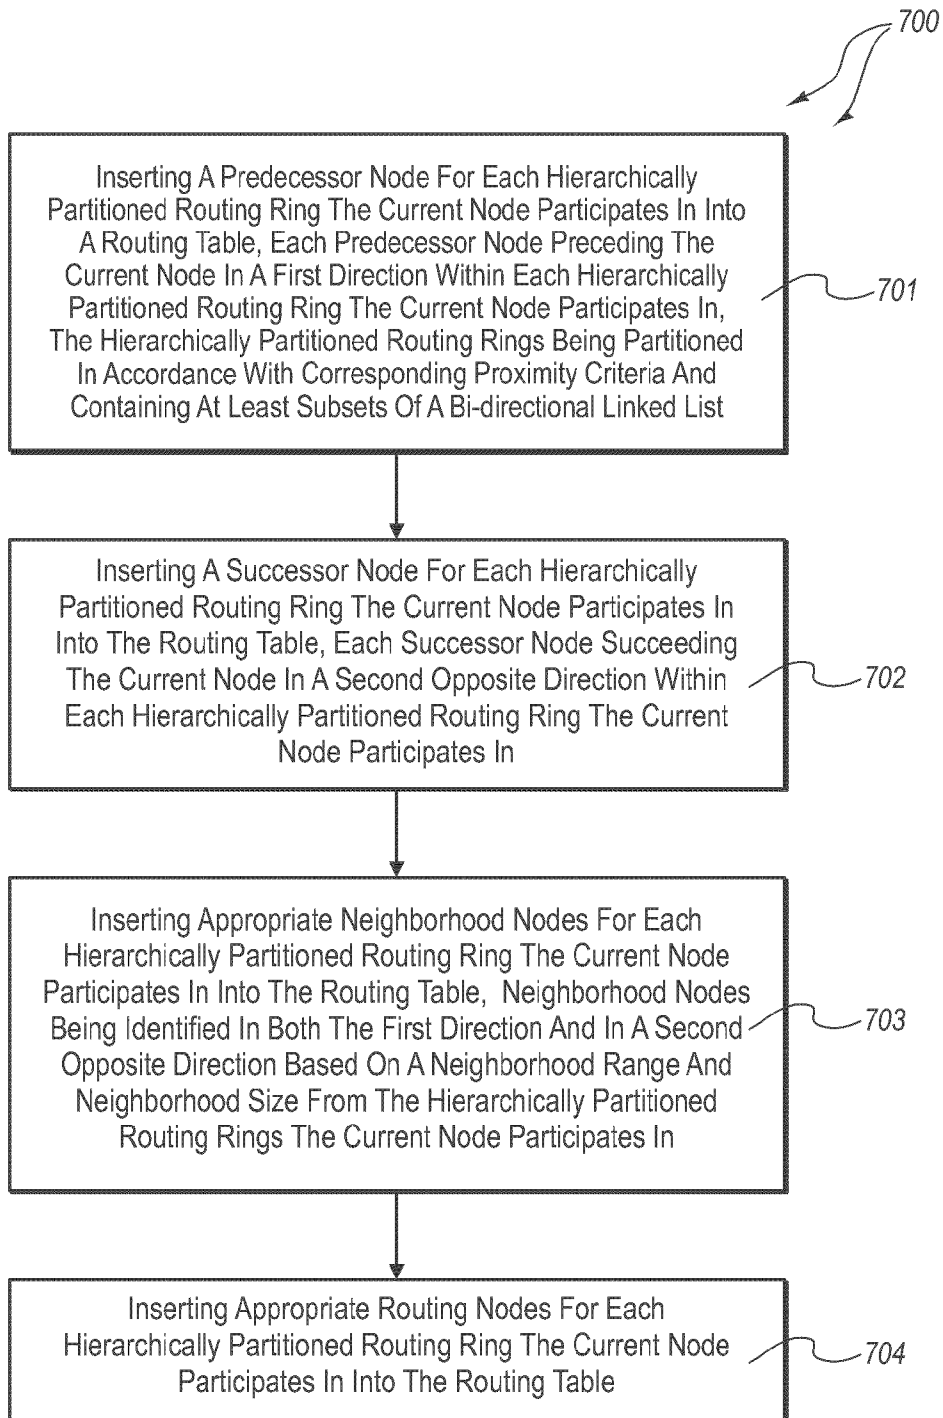 700
Inserting A Predecessor Node For Each Hierarchically
Partitioned Routing Ring The Current Node Participates In Into
A Routing Table, Each Predecessor Node Preceding The
Current Node In A First Direction Within Each Hierarchically
Partitioned Routing Ring The Current Node Participates In,
The Hierarchically Partitioned Routing Rings Being Partitioned
In Accordance With Corresponding Proximity Criteria And
Containing At Least Subsets Of A Bi-directional Linked List
701
Inserting A Successor Node For Each Hierarchically
Partitioned Routing Ring The Current Node Participates In
Into The Routing Table, Each Successor Node Succeeding
The Current Node In A Second Opposite Direction Within
Each Hierarchically Partitioned Routing Ring The Current
Node Participates In
702
Inserting Appropriate Neighborhood Nodes For Each
Hierarchically Partitioned Routing Ring The Current Node
Participates In Into The Routing Table, Neighborhood Nodes
Being Identified In Both The First Direction And In A Second
Opposite Direction Based On A Neighborhood Range And
Neighborhood Size From The Hierarchically Partitioned
Routing Rings The Current Node Participates In
703
Inserting Appropriate Routing Nodes For Each
Hierarchically Partitioned Routing Ring The Current Node
Participates In Into The Routing Table
704